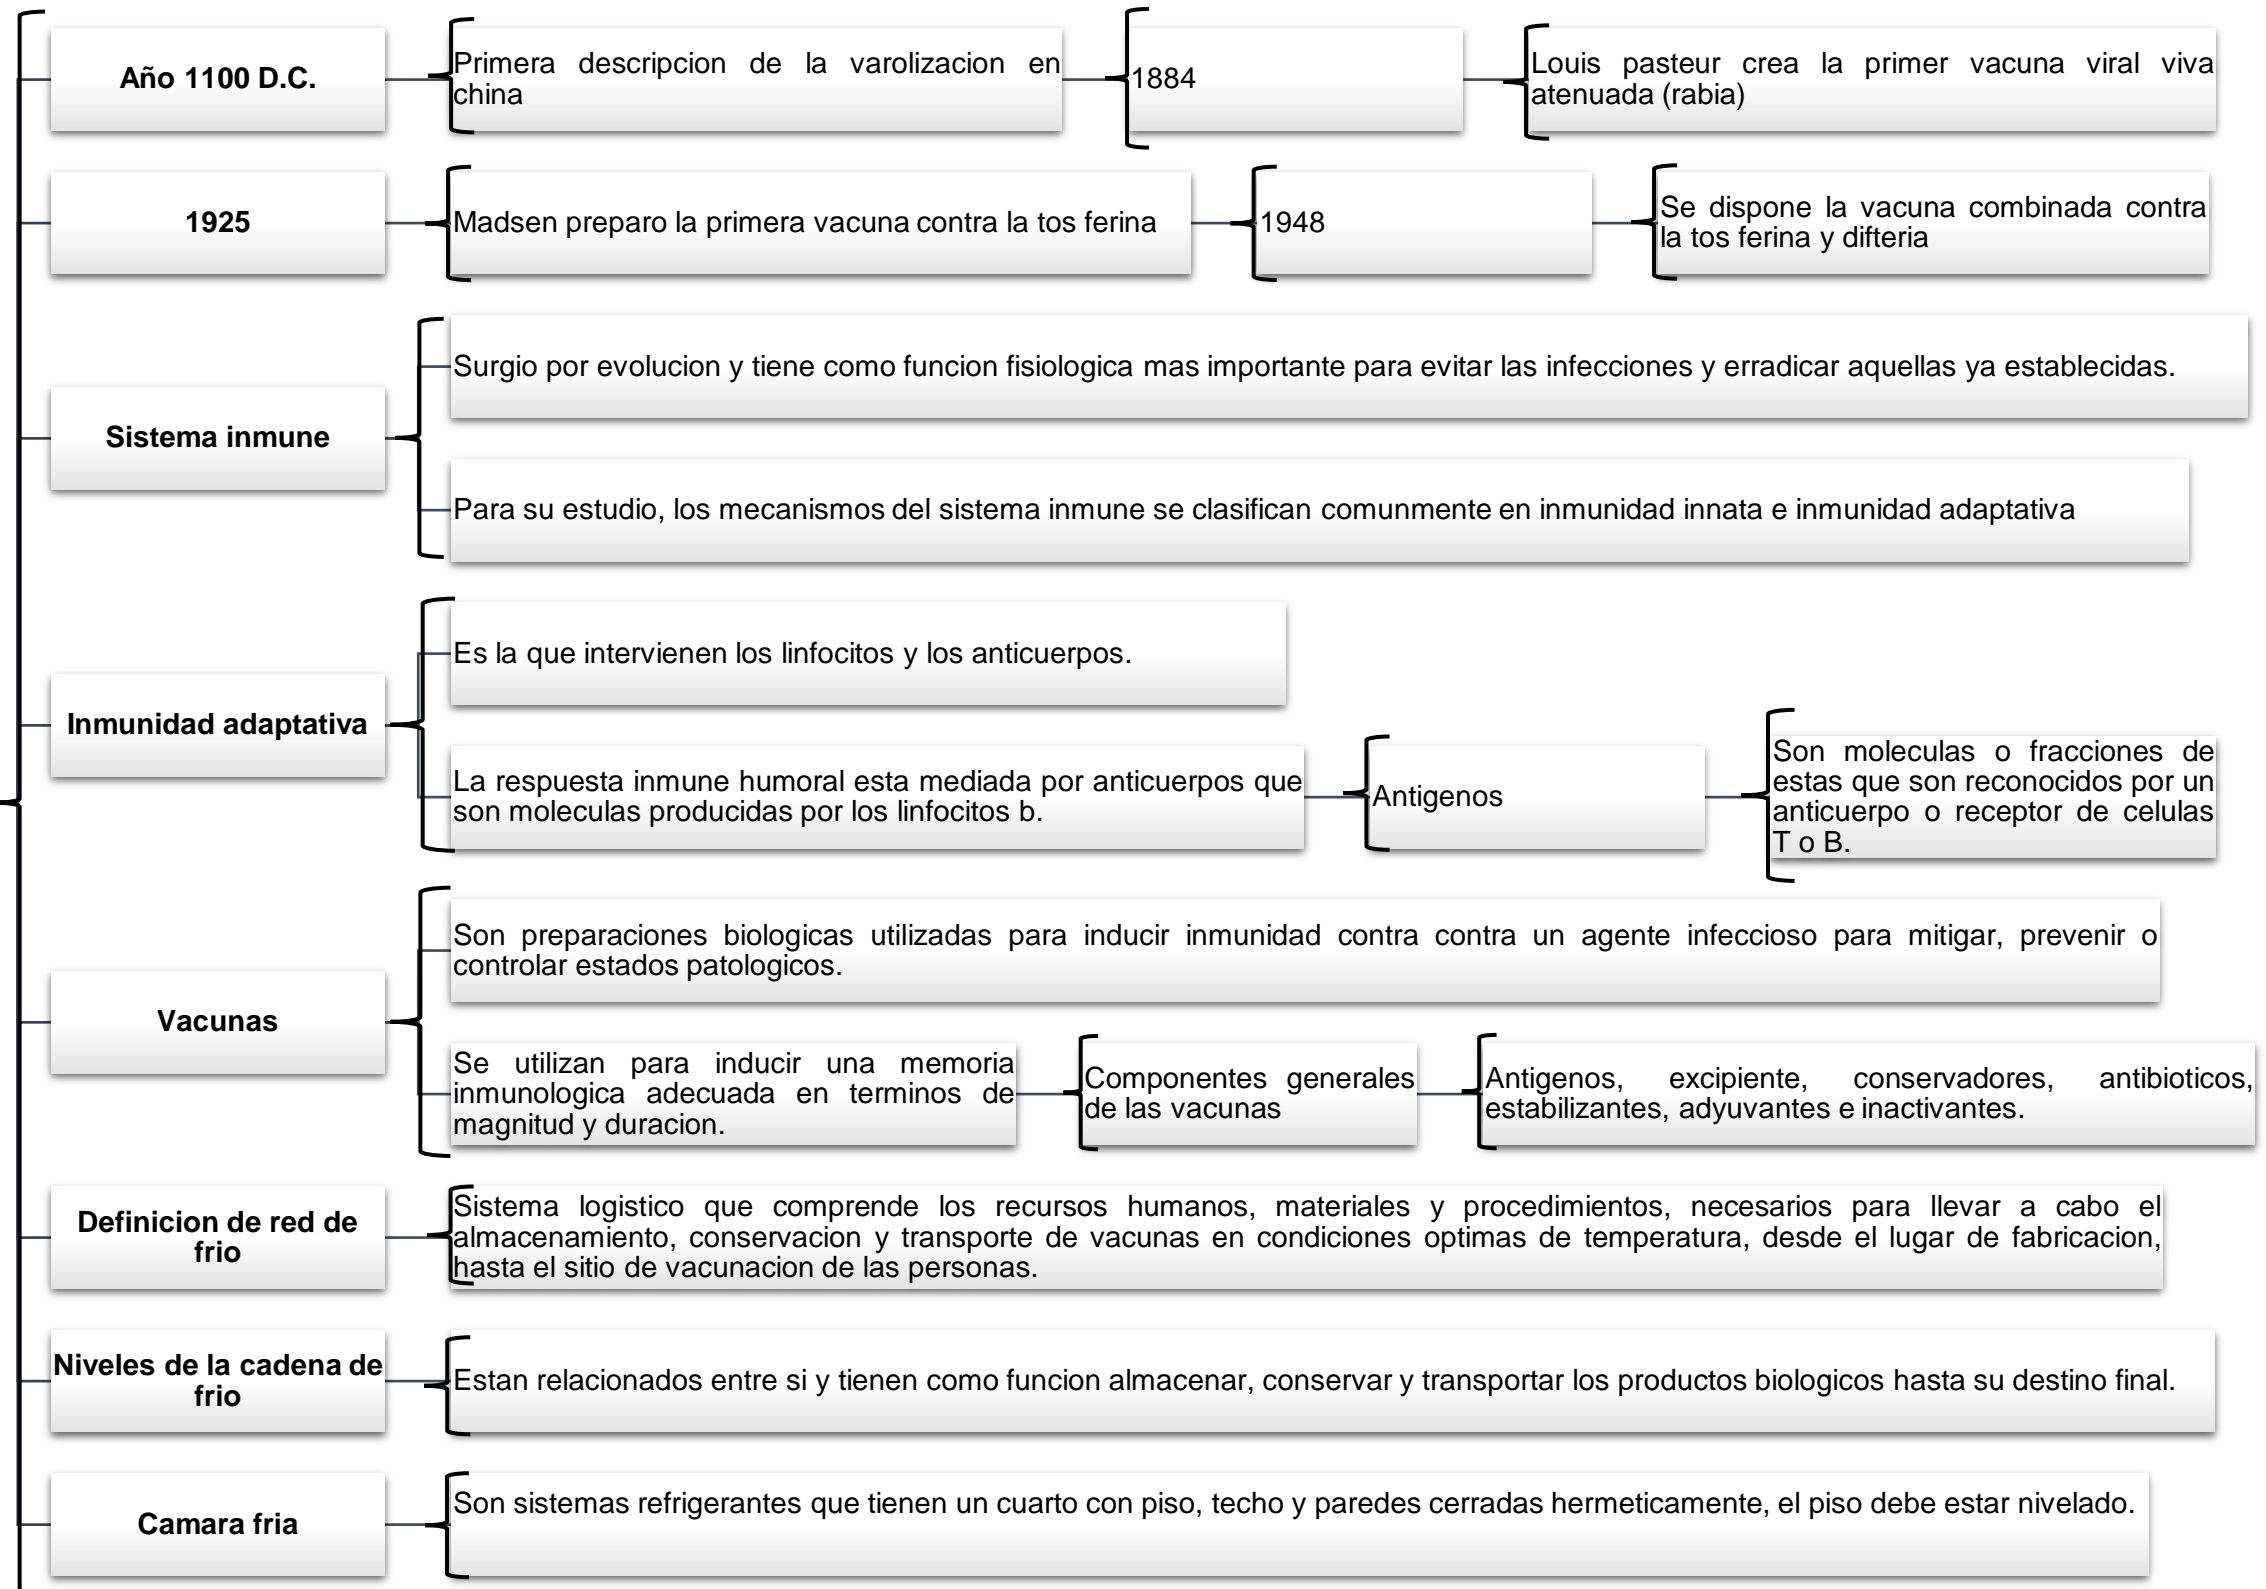 Año 1100 D.C.
Primera descripcion de la varolizacion en
china
1884
Louis pasteur crea la primer vacuna viral viva
atenuada (rabia)
1925
Madsen preparo la primera vacuna contra la tos ferina
1948
Se dispone la vacuna combinada contra
la tos ferina y difteria
Sistema inmune
Surgio por evolucion y tiene como funcion fisiologica mas importante para evitar las infecciones y erradicar aquellas ya establecidas.
Para su estudio, los mecanismos del sistema inmune se clasifican comunmente en inmunidad innata e inmunidad adaptativa
Inmunidad adaptativa
Es la que intervienen los linfocitos y los anticuerpos.
La respuesta inmune humoral esta mediada por anticuerpos que
son moleculas producidas por los linfocitos b.
Antigenos
Son moleculas o fracciones de
estas que son reconocidos por un
anticuerpo o receptor de celulas
T o B.
Vacunas
Son preparaciones biologicas utilizadas para inducir inmunidad contra contra un agente infeccioso para mitigar, prevenir o
controlar estados patologicos.
Se utilizan para inducir una memoria
inmunologica adecuada en terminos de
magnitud y duracion.
Componentes generales
de las vacunas
Antigenos, excipiente, conservadores, antibioticos,
estabilizantes, adyuvantes e inactivantes.
Definicion de red de
frio
Sistema logistico que comprende los recursos humanos, materiales y procedimientos, necesarios para llevar a cabo el
almacenamiento, conservacion y transporte de vacunas en condiciones optimas de temperatura, desde el lugar de fabricacion,
hasta el sitio de vacunacion de las personas.
Niveles de la cadena de
frio
Estan relacionados entre si y tienen como funcion almacenar, conservar y transportar los productos biologicos hasta su destino final.
Camara fria
Son sistemas refrigerantes que tienen un cuarto con piso, techo y paredes cerradas hermeticamente, el piso debe estar nivelado.